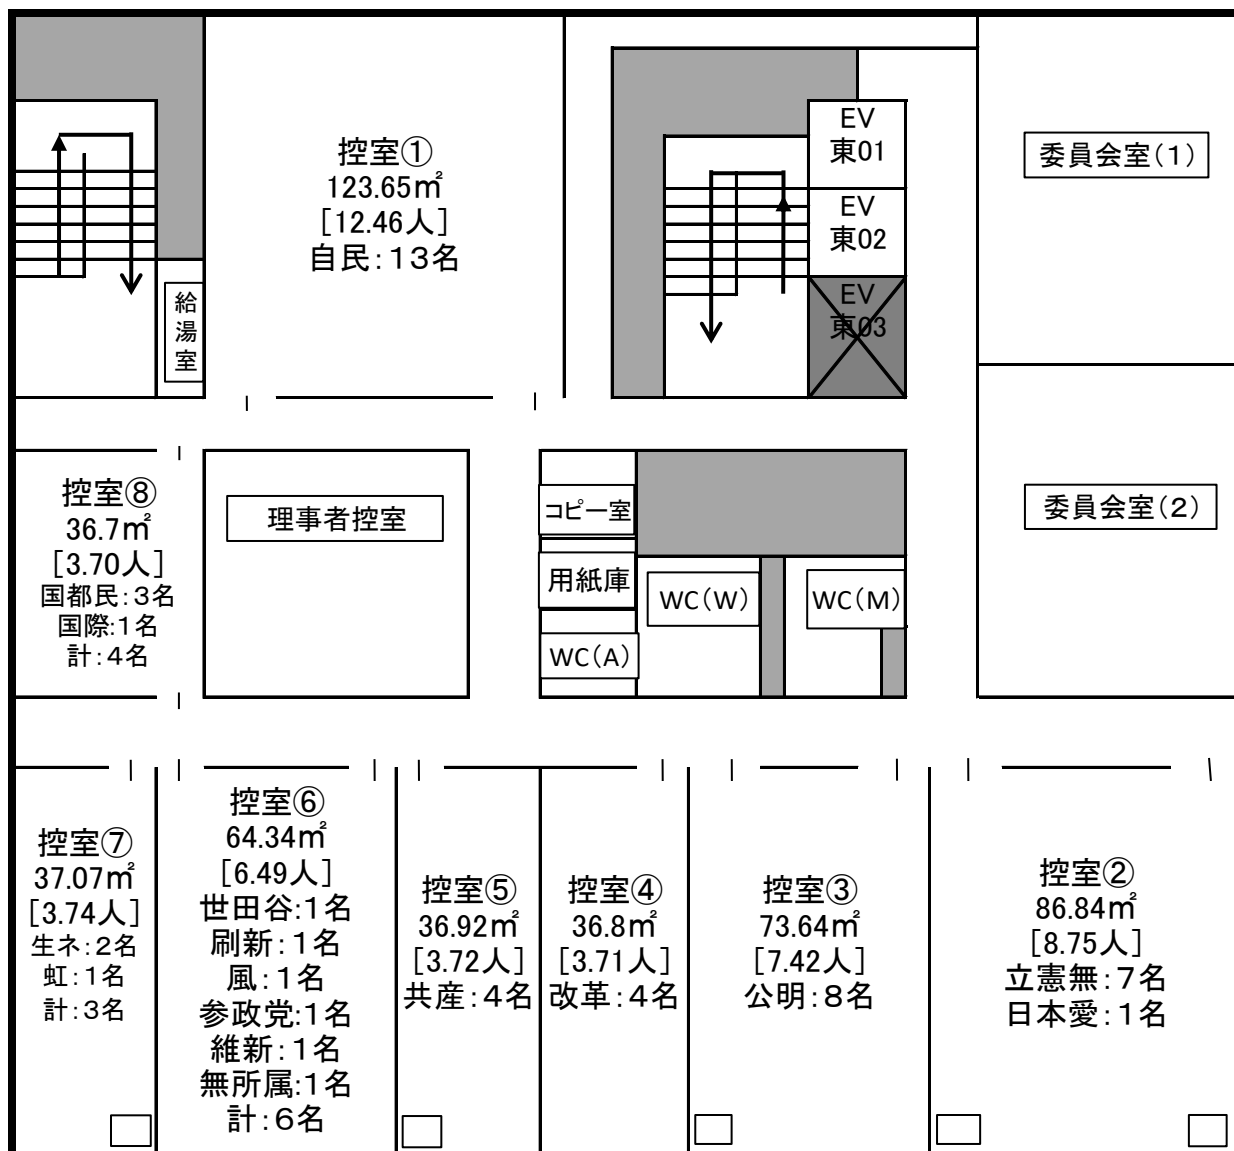 控室①
123.65㎡
[12.46人]
自民：１３名
給湯室
EV
東01
EV
東02
EV
東03
委員会室（１）
委員会室（２）
控室⑧
36.7㎡
[3.70人]
国都民：３名
国際:１名
計：４名
理事者控室
コピー室
用紙庫
WC（A）
WC（W）
WC（M）
控室⑦
37.07㎡
[3.74人]
生ネ：２名
虹：１名
計：３名
控室⑥
64.34㎡
[6.49人]
世田谷:１名
刷新：１名
風：１名
参政党:１名
維新：１名
無所属:１名
計：６名
控室⑤
36.92㎡
[3.72人]
共産：４名
控室④
36.8㎡
[3.71人]
改革：４名
控室③
73.64㎡
[7.42人]
公明：８名
控室②
86.84㎡
[8.75人]
立憲無：７名
日本愛：１名